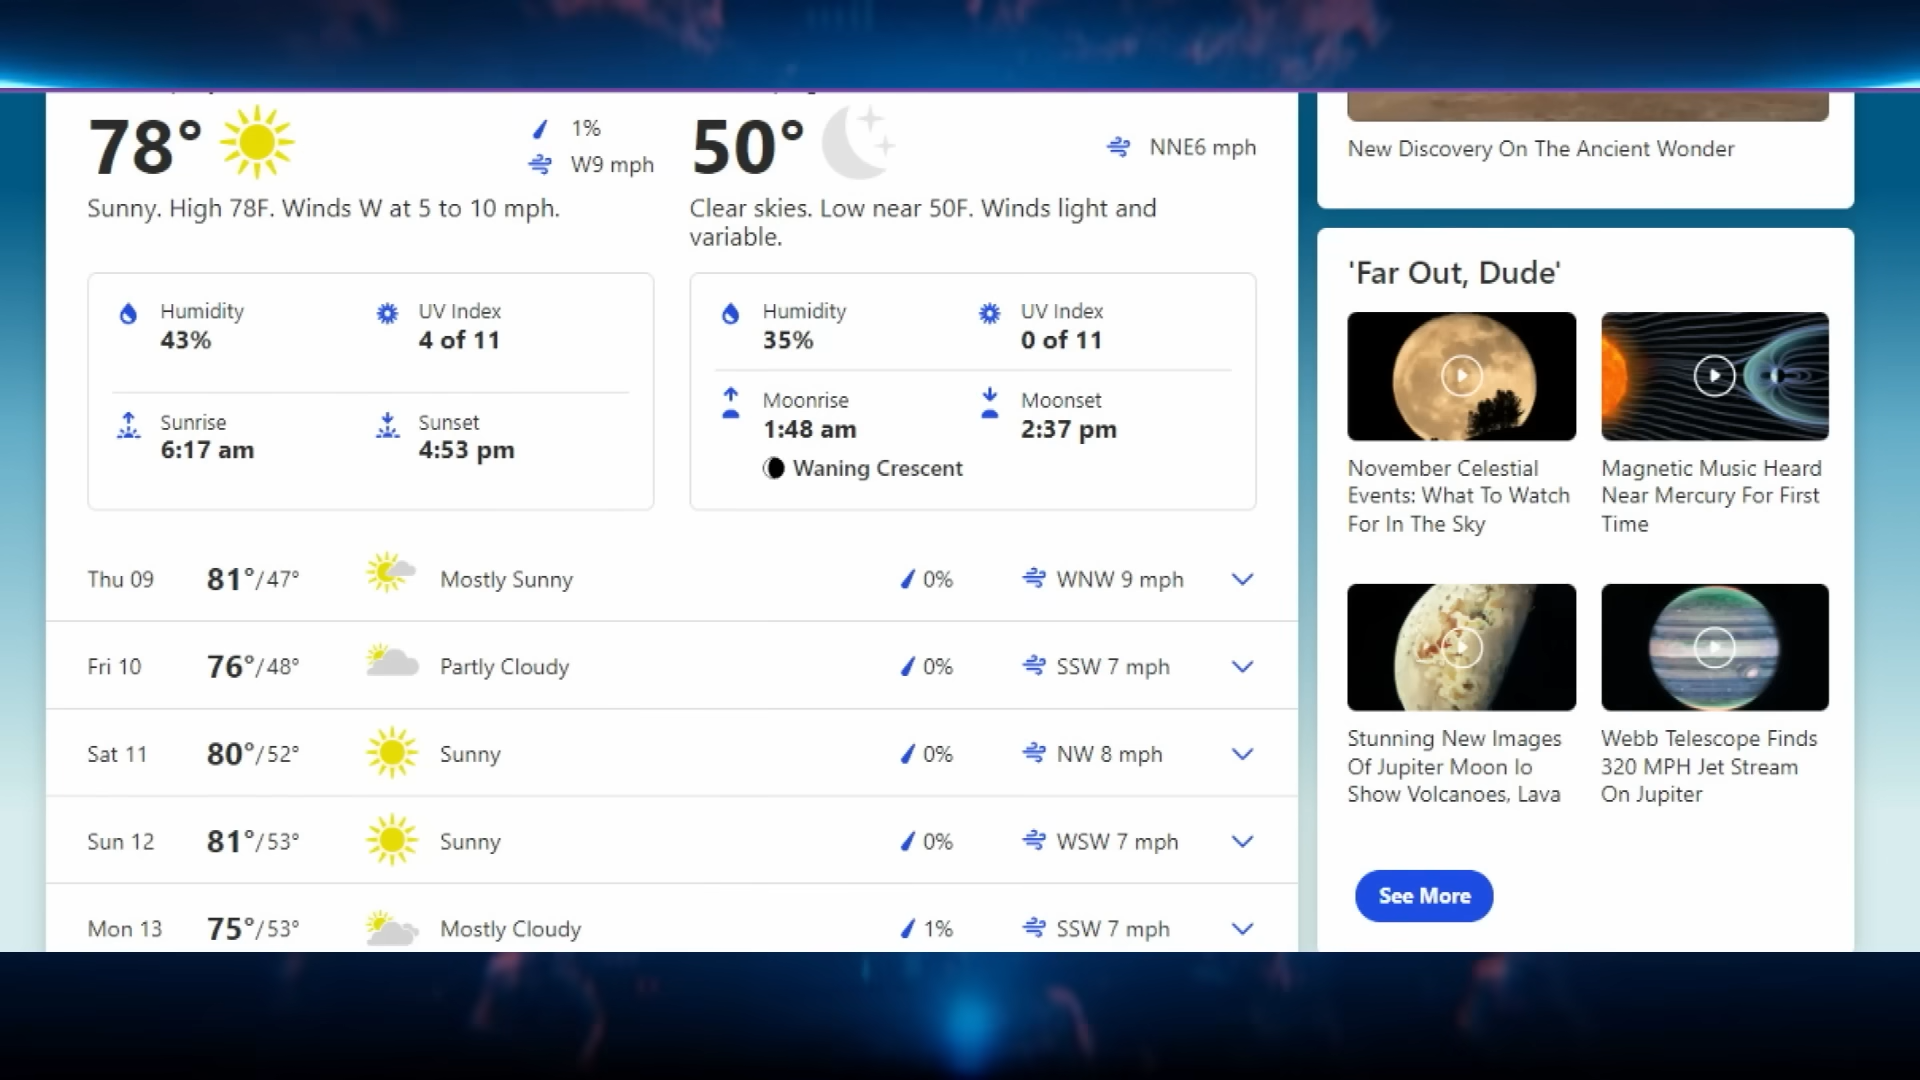 78°
1%
W9 mph
Sunny. High 78F. Winds W at 5 to 10 mph.
50°
NNE6 mph
Clear skies. Low near 50F. Winds light and
variable.
Humidity
43%
UV Index
4 of 11
Sunrise
6:17 am
Sunset
4:53 pm
Humidity
35%
UV Index
0 of 11
Moonrise
1:48 am
Waning Crescent
Moonset
2:37 pm
Thu 09 81°/47° Mostly Sunny 0% WNW 9 mph
Fri 10 76°/48° Partly Cloudy 0% SSW 7 mph
Sat 11 80°/52° Sunny 0% NW 8 mph
Sun 12 81°/53° Sunny 0% WSW 7 mph
Mon 13 75°/53° Mostly Cloudy 1% SSW 7 mph
New Discovery On The Ancient Wonder
'Far Out, Dude'
November Celestial
Events: What To Watch
For In The Sky
Magnetic Music Heard
Near Mercury For First
Time
Stunning New Images
Of Jupiter Moon Io
Show Volcanoes, Lava
Webb Telescope Finds
320 MPH Jet Stream
On Jupiter
See More